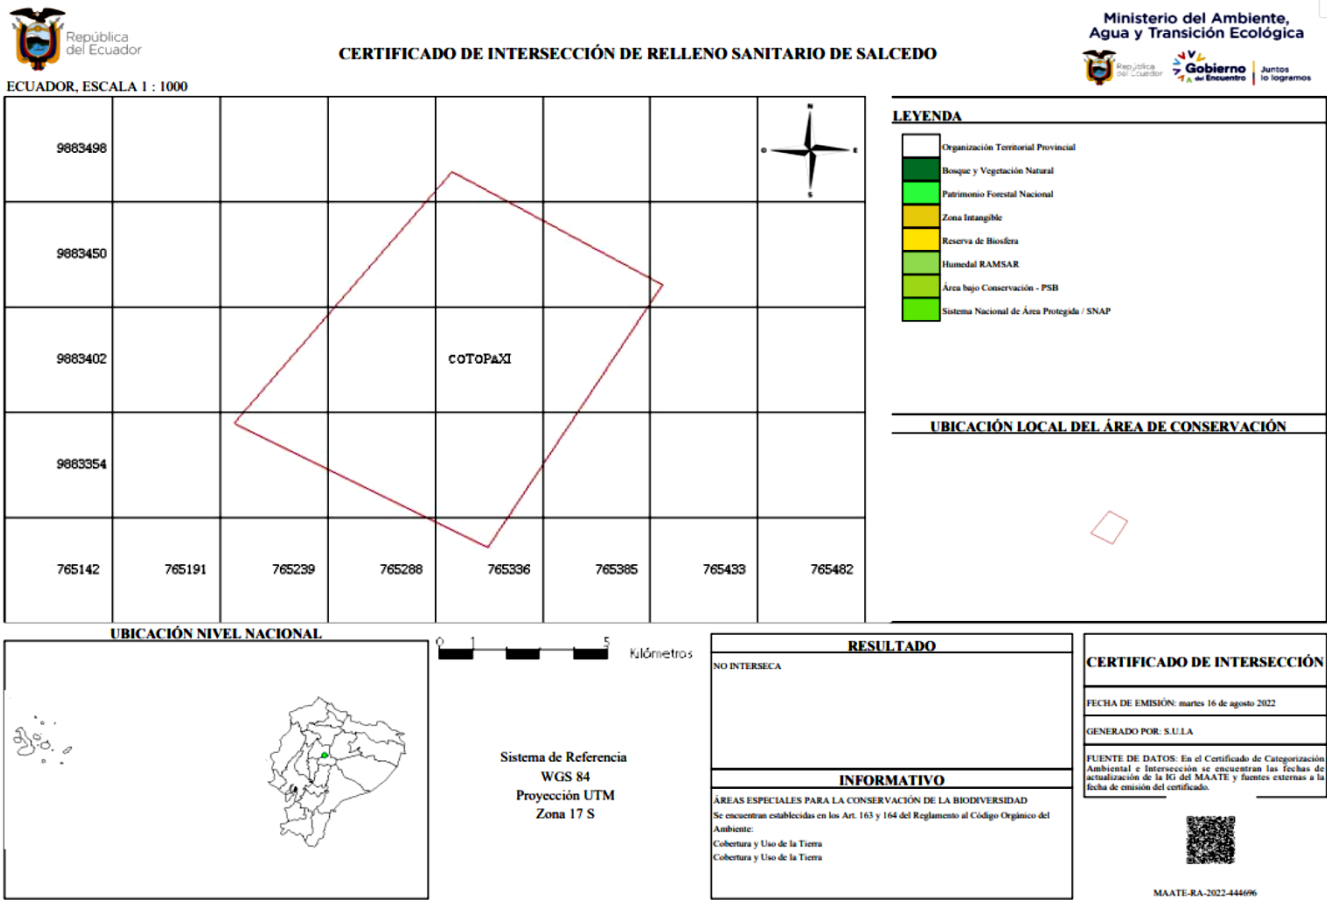 República
del Ecuador
CERTIFICADO DE INTERSECCIÓN DE RELLENO SANITARIO DE SALCEDO
Ministerio del Ambiente,
Agua y Transición Ecológica
República
del Ecuador
Gobierno
del Encuentro
Juntos
lo logramos
ECUADOR, ESCALA 1 : 1000
9883498
9883450
9883402
9883354
765142 765191 765239 765288 765336 765385 765433 765482
N
O E
S
COTOPAXI
LEYENDA
Organización Territorial Provincial
Bosque y Vegetación Natural
Patrimonio Forestal Nacional
Zona Intangible
Reserva de Biosfera
Humedal RAMSAR
Área bajo Conservación - PSB
Sistema Nacional de Área Protegida / SNAP
UBICACIÓN LOCAL DEL ÁREA DE CONSERVACIÓN
UBICACIÓN NIVEL NACIONAL
0 1 5
Kilómetros
Sistema de Referencia
WGS 84
Proyección UTM
Zona 17 S
RESULTADO
NO INTERSECA
INFORMATIVO
ÁREAS ESPECIALES PARA LA CONSERVACIÓN DE LA BIODIVERSIDAD
Se encuentran establecidas en los Art. 163 y 164 del Reglamento al Código Orgánico del
Ambiente:
Cobertura y Uso de la Tierra
Cobertura y Uso de la Tierra
CERTIFICADO DE INTERSECCIÓN
FECHA DE EMISIÓN: martes 16 de agosto 2022
GENERADO POR: S.U.I.A
FUENTE DE DATOS: En el Certificado de Categorización
Ambiental e Intersección se encuentran las fechas de
actualización de la IG del MAATE y fuentes externas a la
fecha de emisión del certificado.
MAATE-RA-2022-444696